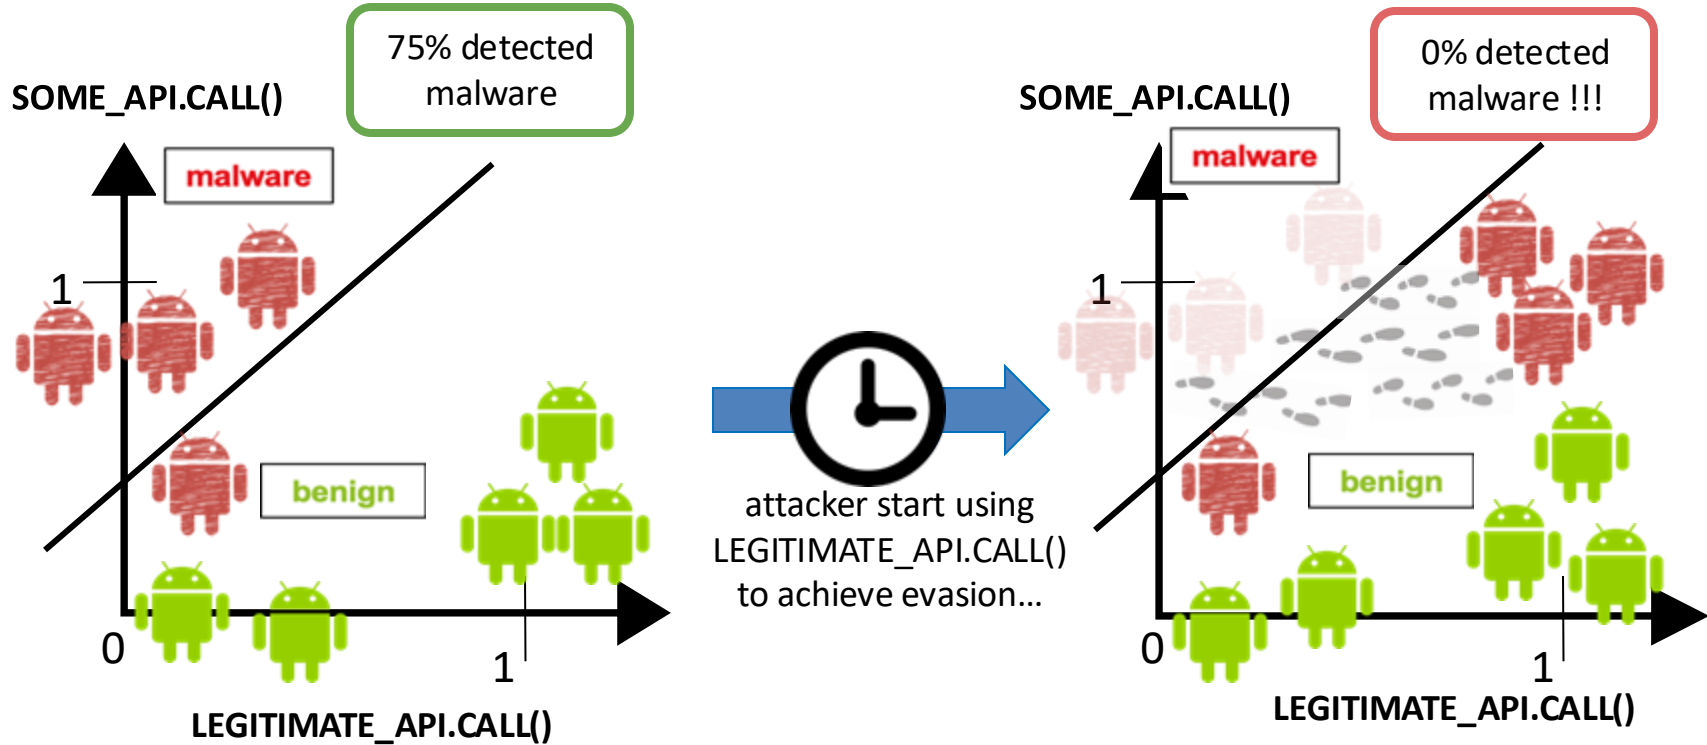 75% detected
malware
SOME_API.CALL()
malware
1
benign
0
1
LEGITIMATE_API.CALL()
attacker start using
LEGITIMATE_API.CALL()
to achieve evasion...
0% detected
malware !!!
SOME_API.CALL()
malware
1
benign
0
1
LEGITIMATE_API.CALL()